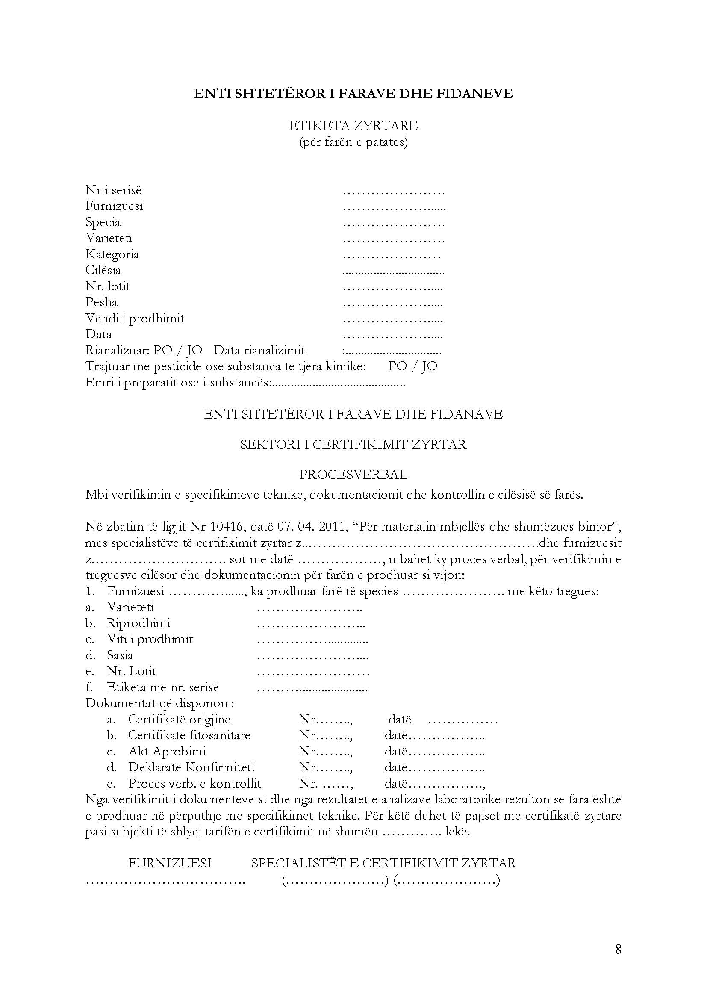 ENTI SHTETËROR I FARAVE DHE FIDANEVE
ETIKETA ZYRTARE
(për farën e patates)
Nr i serisë …………………
Furnizuesi ………………......
Specia …………………
Varieteti …………………
Kategoria …………………
Cilësia .................................
Nr. lotit ………………….....
Pesha ………………….....
Vendi i prodhimit ………………….....
Data ………………….....
Rianalizuar: PO / JO Data rianalizimit :...............................
Trajtuar me pesticide ose substanca të tjera kimike: PO / JO
Emri i preparatit ose i substancës:...........................................
ENTI SHTETËROR I FARAVE DHE FIDANAVE
SEKTORI I CERTIFIKIMIT ZYRTAR
PROCESVERBAL
Mbi verifikimin e specifikimeve teknike, dokumentacionit dhe kontrollin e cilësisë së farës.
Në zbatim të ligjit Nr 10416, datë 07. 04. 2011, “Për materialin mbjellës dhe shumëzues bimor”,
mes specialistëve të certifikimit zyrtar z..……………………………………………dhe furnizuesit
z………………………… sot me datë ………………, mbahet ky proces verbal, për verifikimin e
treguesve cilësor dhe dokumentacionin për farën e prodhuar si vijon:
1. Furnizuesi …………......, ka prodhuar farë të species …………………. me këto tregues:
a. Varieteti …………………..
b. Riprodhimi …………………...
c. Viti i prodhimit ……………..............
d. Sasia …………………....
e. Nr. Lotit ……………………
f. Etiketa me nr. serisë ………......................
Dokumentat që disponon :
a. Certifikatë origjine Nr…….., datë ……………
b. Certifikatë fitosanitare Nr…….., datë……………..
c. Akt Aprobimi Nr…….., datë……………..
d. Deklaratë Konfirmiteti Nr…….., datë……………..
e. Proces verb. e kontrollit Nr. ……, datë…………….,
Nga verifikimit i dokumenteve si dhe nga rezultatet e analizave laboratorike rezulton se fara është
e prodhuar në përputhje me specifikimet teknike. Për këtë duhet të pajiset me certifikatë zyrtare
pasi subjekti të shlyej tarifën e certifikimit në shumën …………. lekë.
FURNIZUESI SPECIALISTËT E CERTIFIKIMIT ZYRTAR
……………………………. (…………………) (…………………)
8